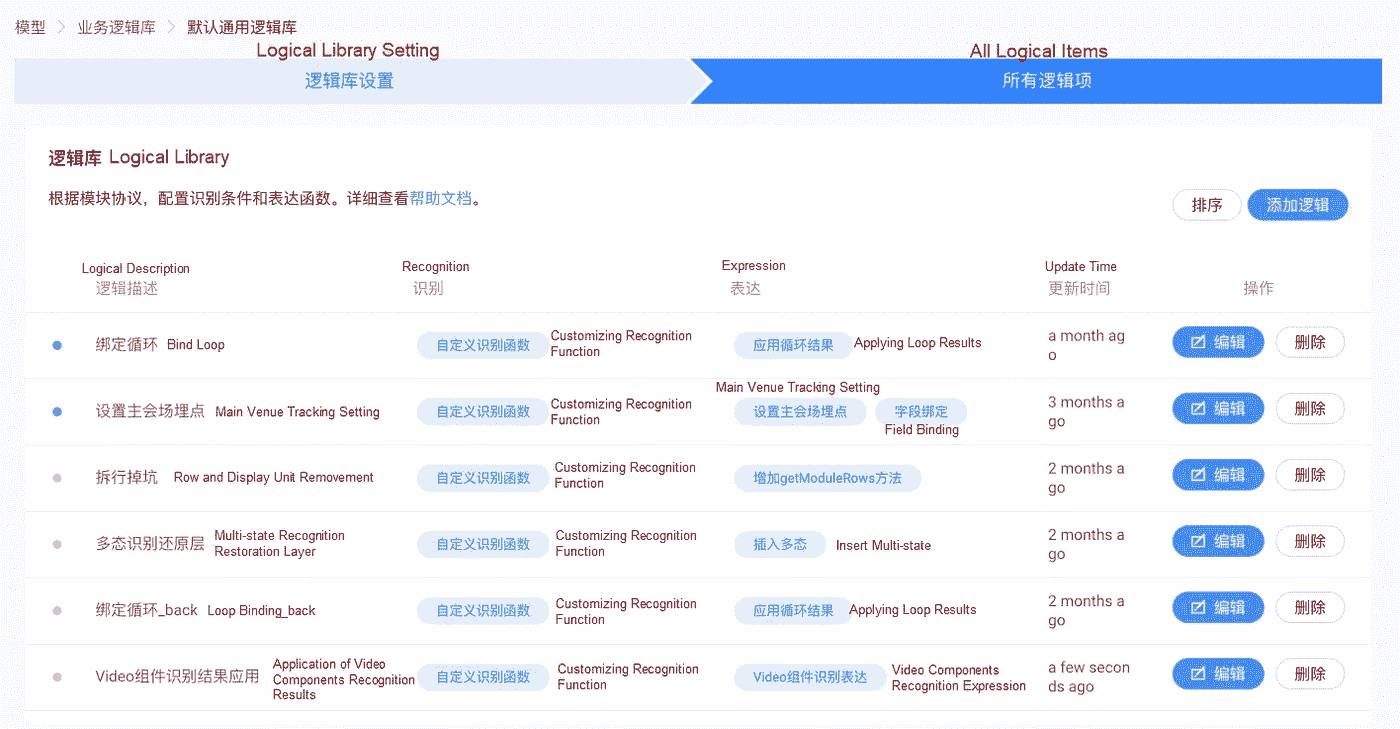 模型 > 业务逻辑库 > 默认通用逻辑库
Logical Library Setting
All Logical Items
逻辑库设置
所有逻辑项
逻辑库 Logical Library
根据模块协议，配置识别条件和表达函数。详细查看帮助文档。
排序
添加逻辑
Logical Description
Recognition
Expression
Update Time
逻辑描述
识别
表达
更新时间
操作
绑定循环 Bind Loop
自定义识别函数
Customizing Recognition
Function
应用循环结果
Applying Loop Results
a month ag
o
编辑
删除
设置主会场埋点 Main Venue Tracking Setting
自定义识别函数
Customizing Recognition
Function
Main Venue Tracking Setting
设置主会场埋点
字段绑定
Field Binding
3 months a
go
编辑
删除
拆行掉坑 Row and Display Unit Removement
自定义识别函数
Customizing Recognition
Function
增加getModuleRows方法
2 months a
go
编辑
删除
多态识别还原层
Multi-state Recognition
Restoration Layer
自定义识别函数
Customizing Recognition
Function
插入多态
Insert Multi-state
2 months a
go
编辑
删除
绑定循环_back Loop Binding_back
自定义识别函数
Customizing Recognition
Function
应用循环结果
Applying Loop Results
2 months a
go
编辑
删除
Video组件识别结果应用
Application of Video
Components Recognition
Results
自定义识别函数
Customizing Recognition
Function
Video组件识别表达
Video Components
Recognition Expression
a few secon
ds ago
编辑
删除